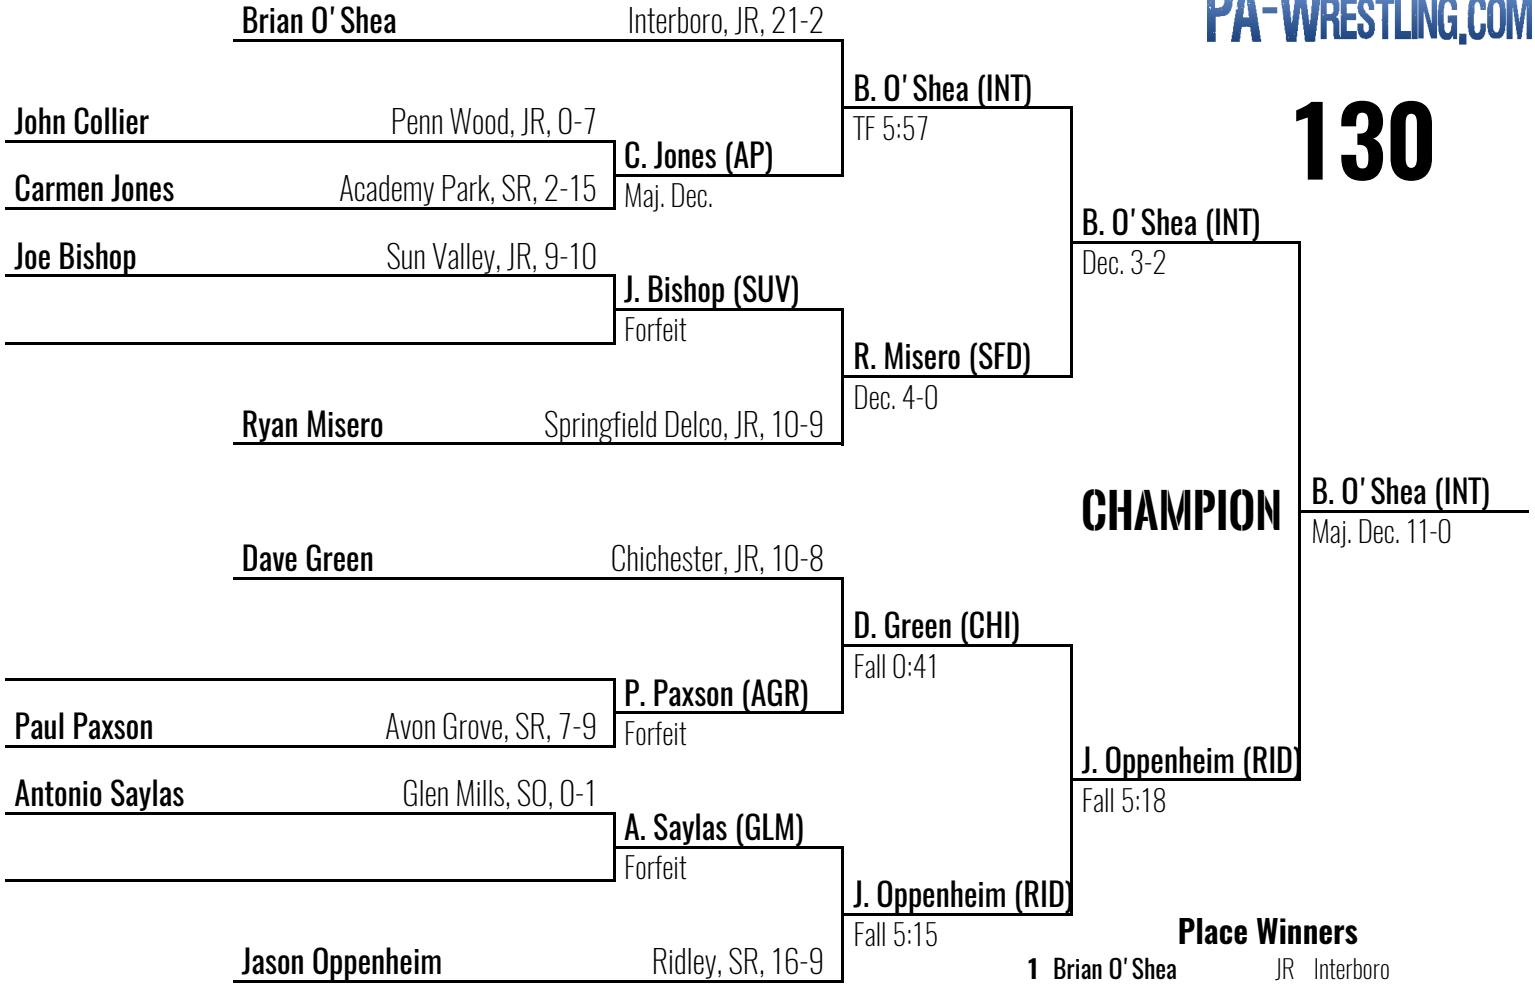 PA-WRESTLING.COM
130
Brian O'Shea Interboro, JR, 21-2
B. O'Shea (INT)
TF 5:57
John Collier Penn Wood, JR, 0-7
C. Jones (AP)
Maj. Dec.
Carmen Jones Academy Park, SR, 2-15
B. O'Shea (INT)
Dec. 3-2
Joe Bishop Sun Valley, JR, 9-10
J. Bishop (SUV)
Forfeit
R. Misero (SFD)
Dec. 4-0
Ryan Misero Springfield Delco, JR, 10-9
CHAMPION
B. O'Shea (INT)
Maj. Dec. 11-0
Dave Green Chichester, JR, 10-8
D. Green (CHI)
Fall 0:41
P. Paxson (AGR)
Forfeit
Paul Paxson Avon Grove, SR, 7-9
J. Oppenheim (RID)
Fall 5:18
Antonio Saylas Glen Mills, SO, 0-1
A. Saylas (GLM)
Forfeit
J. Oppenheim (RID)
Fall 5:15
Jason Oppenheim Ridley, SR, 16-9
Place Winners
1 Brian O'Shea JR Interboro